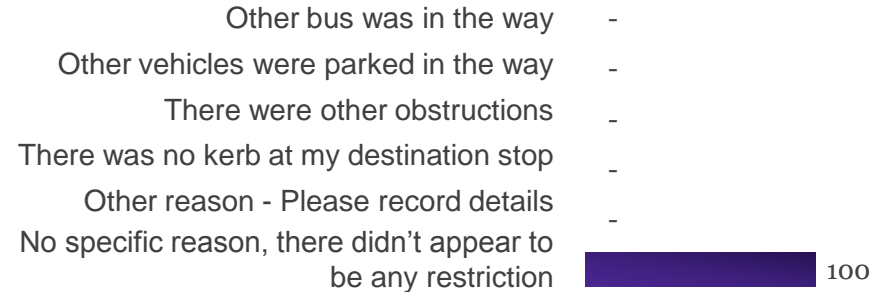 Other bus was in the way -
Other vehicles were parked in the way -
There were other obstructions -
There was no kerb at my destination stop -
Other reason - Please record details -
No specific reason, there didn’t appear to
be any restriction 100